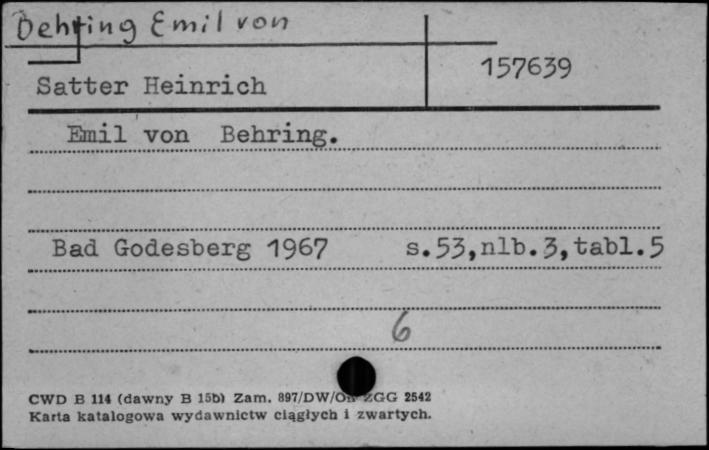 Behring Emil von
Satter Heinrich
157639
Emil von Behring.
Bad Godesberg 1967 s.53,nlb.3,tabl.5
6
CWD B 114 (dawny B 15b) Zam. 897/DW/ ZGG 2542
Karta katalogowa wydawnictw ciągłych i zwartych.